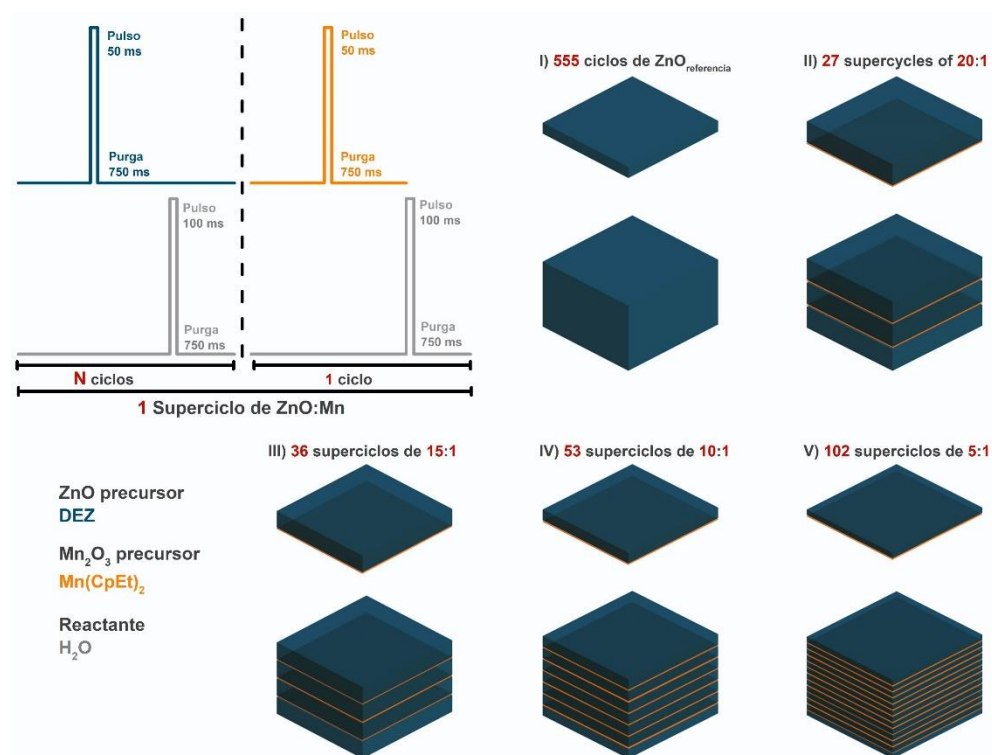 Pulso
50 ms
Pulso
50 ms
Purga
750 ms
Purga
750 ms
Pulso
100 ms
Pulso
100 ms
Purga
750 ms
Purga
750 ms
N ciclos
1 ciclo
1 Superciclo de ZnO:Mn
I) 555 ciclos de ZnO_referencia
II) 27 supercycles of 20:1
III) 36 superciclos de 15:1
IV) 53 superciclos de 10:1
V) 102 superciclos de 5:1
ZnO precursor
DEZ
Mn₂O₃ precursor
Mn(CpEt)₂
Reactante
H₂O